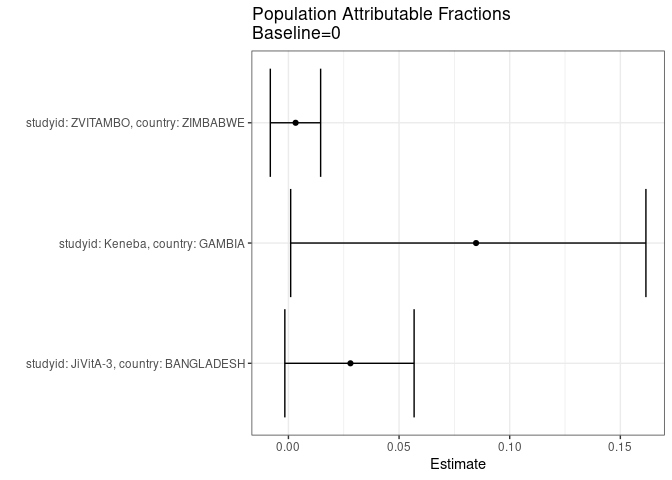 Population Attributable Fractions
Baseline=0
studyid: ZVITAMBO, country: ZIMBABWE
studyid: Keneba, country: GAMBIA
studyid: JiVitA-3, country: BANGLADESH
0.00 0.05 0.10 0.15
Estimate